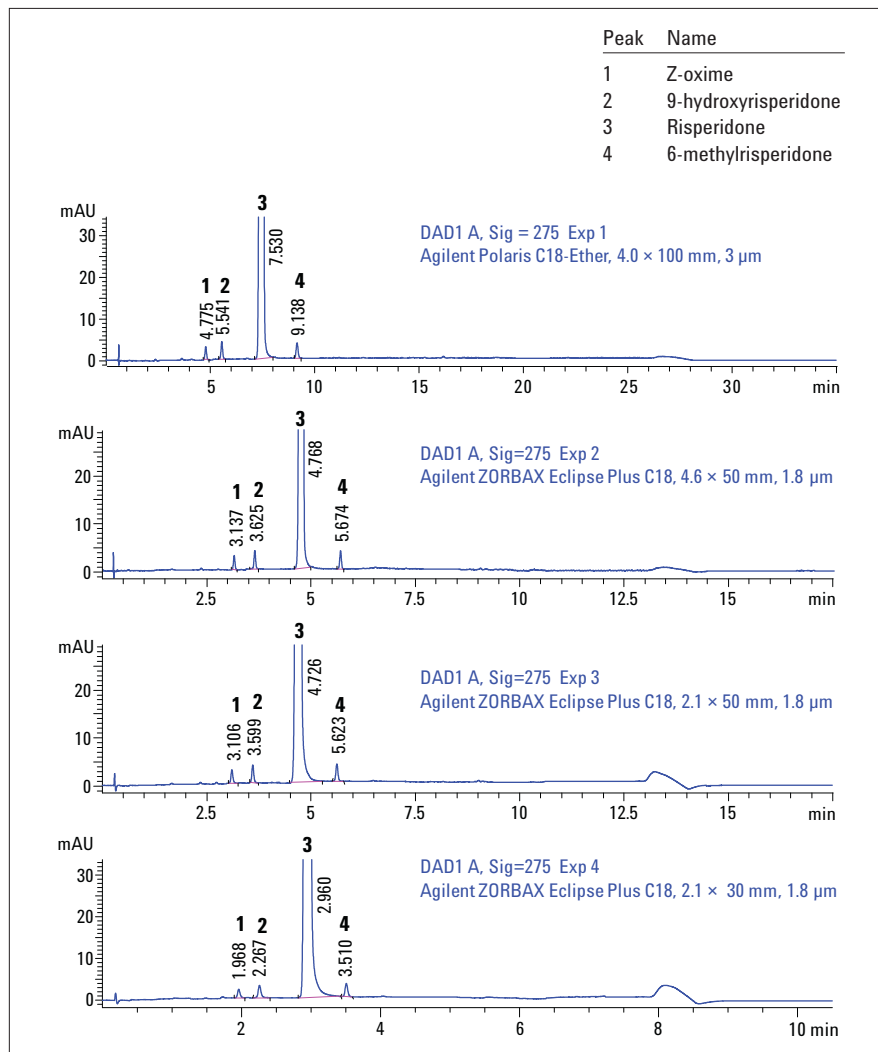 Peak Name
1 Z-oxime
2 9-hydroxyrisperidone
3 Risperidone
4 6-methylrisperidone
mAU
30
20
10
0
1 2 3 4
4.775 5.541 7.530 9.138
DAD1 A, Sig = 275 Exp 1
Agilent Polaris C18-Ether, 4.0 × 100 mm, 3 µm
5 10 15 20 25 30 min
mAU
20
10
0
1 2 3 4
3.137 3.625 4.768 5.674
DAD1 A, Sig=275 Exp 2
Agilent ZORBAX Eclipse Plus C18, 4.6 × 50 mm, 1.8 µm
2.5 5 7.5 10 12.5 15 min
mAU
20
10
0
1 2 3 4
3.106 3.599 4.726 5.623
DAD1 A, Sig=275 Exp 3
Agilent ZORBAX Eclipse Plus C18, 2.1 × 50 mm, 1.8 µm
2.5 5 7.5 10 12.5 15 min
mAU
30
20
10
0
1 2 3 4
1.968 2.267 2.960 3.510
DAD1 A, Sig=275 Exp 4
Agilent ZORBAX Eclipse Plus C18, 2.1 × 30 mm, 1.8 µm
2 4 6 8 10 min